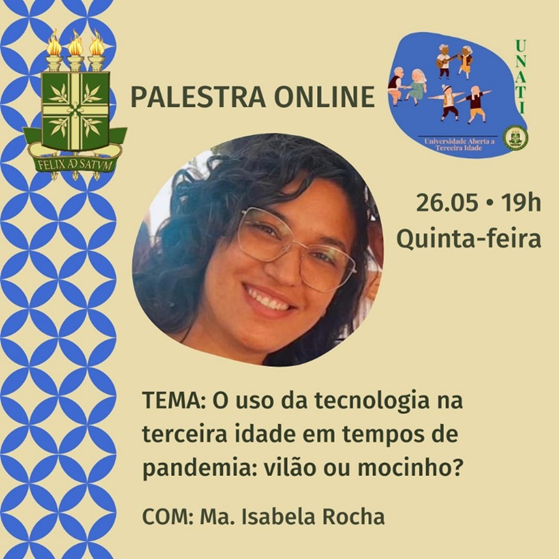 PALESTRA ONLINE
FELIX AD SATVM
UNATI
Universidade Aberta a
Terceira Idade
26.05 • 19h
Quinta-feira
TEMA: O uso da tecnologia na
terceira idade em tempos de
pandemia: vilão ou mocinho?
COM: Ma. Isabela Rocha